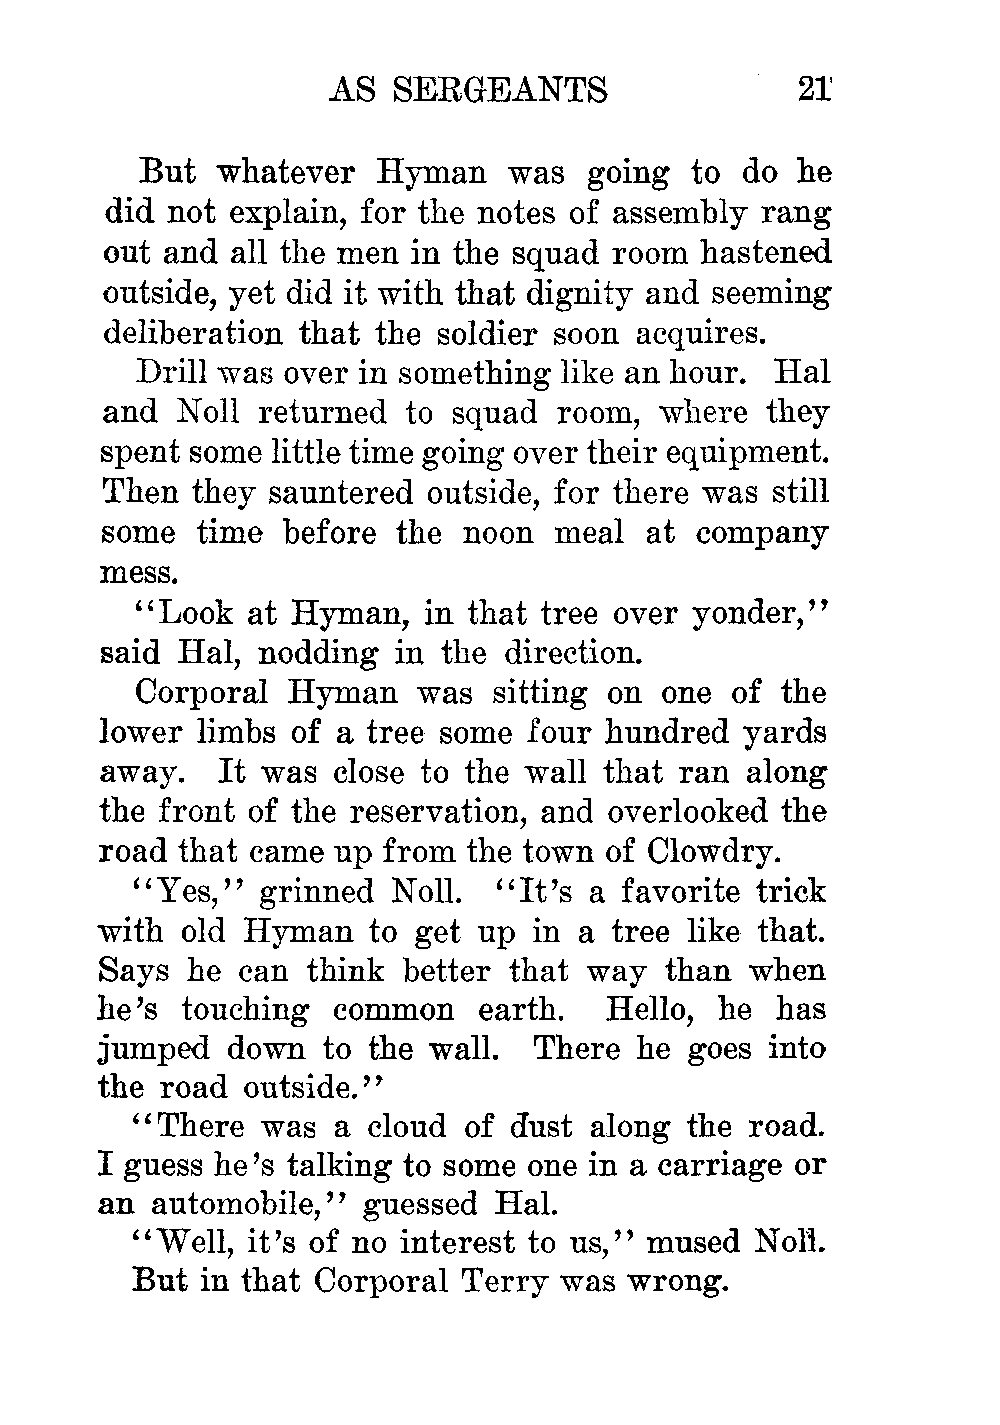 AS SERGEANTS 21
But whatever Hyman was going to do he
did not explain, for the notes of assembly rang
out and all the men in the squad room hastened
outside, yet did it with that dignity and seeming
deliberation that the soldier soon acquires.
Drill was over in something like an hour. Hal
and Noll returned to squad room, where they
spent some little time going over their equipment.
Then they sauntered outside, for there was still
some time before the noon meal at company
mess.
"Look at Hyman, in that tree over yonder,"
said Hal, nodding in the direction.
Corporal Hyman was sitting on one of the
lower limbs of a tree some four hundred yards
away. It was close to the wall that ran along
the front of the reservation, and overlooked the
road that came up from the town of Clowdry.
"Yes," grinned Noll. "It's a favorite trick
with old Hyman to get up in a tree like that.
Says he can think better that way than when
he's touching common earth. Hello, he has
jumped down to the wall. There he goes into
the road outside."
"There was a cloud of dust along the road.
I guess he's talking to some one in a carriage or
an automobile," guessed Hal.
"Well, it's of no interest to us," mused Noll.
But in that Corporal Terry was wrong.